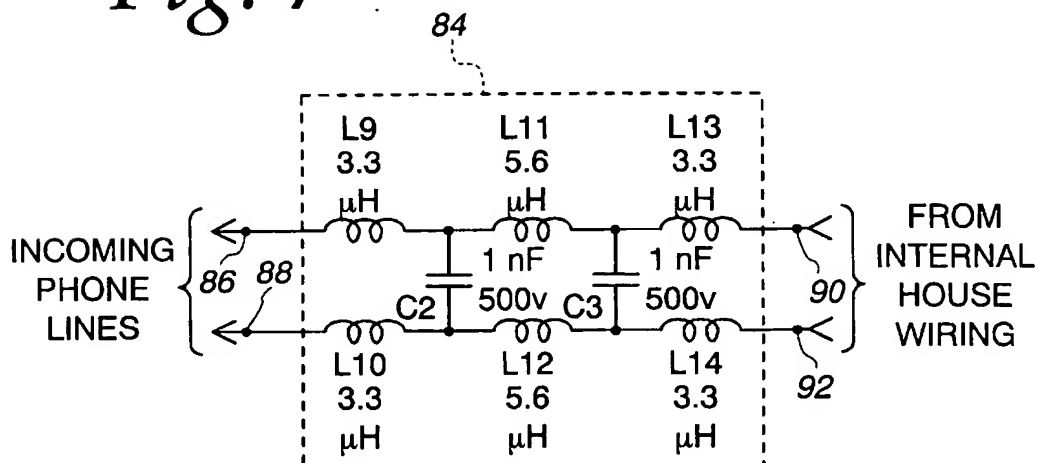 84
L9
3.3
μH
L11
5.6
μH
L13
3.3
μH
INCOMING
PHONE
LINES
86
88
C2
1 nF
500v
C3
1 nF
500v
90
92
FROM
INTERNAL
HOUSE
WIRING
L10
3.3
μH
L12
5.6
μH
L14
3.3
μH